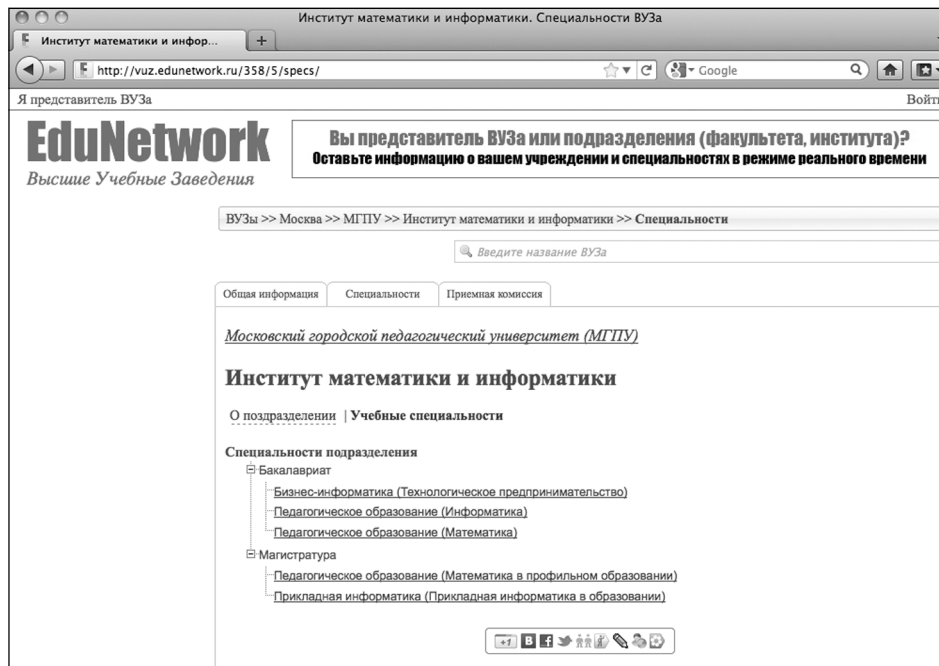 Институт математики и информатики. Специальности ВУЗа
Институт математики и инфор...
http://vuz.edunetwork.ru/358/5/specs/
Google
Я представитель ВУЗа
Войти
EduNetwork
Высшие Учебные Заведения
Вы представитель ВУЗа или подразделения (факультета, института)?
Оставьте информацию о вашем учреждении и специальностях в режиме реального времени
ВУЗы >> Москва >> МГПУ >> Институт математики и информатики >> Специальности
Введите название ВУЗа
Общая информация
Специальности
Приемная комиссия
Московский городской педагогический университет (МГПУ)
Институт математики и информатики
О поздразделении | Учебные специальности
Специальности подразделения
Бакалавриат
Бизнес-информатика (Технологическое предпринимательство)
Педагогическое образование (Информатика)
Педагогическое образование (Математика)
Магистратура
Педагогическое образование (Математика в профильном образовании)
Прикладная информатика (Прикладная информатика в образовании)
+1